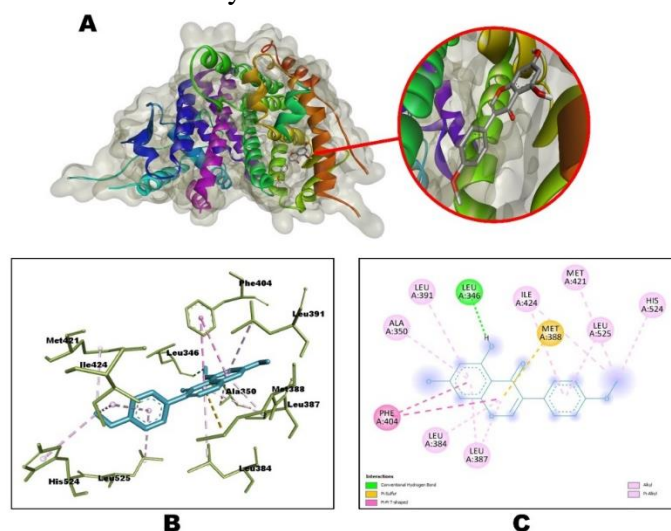 A
Phe404
Leu391
Met421
Ile424
Leu346
Ala350
Met388
Leu387
His524
Leu525
Leu384
B
LEU
A:391
LEU
A:346
ILE
A:424
MET
A:421
HIS
A:524
ALA
A:350
MET
A:388
LEU
A:525
H
PHE
A:404
LEU
A:384
LEU
A:387
Interactions
Conventional Hydrogen Bond
Pi-Sulfur
Pi-Pi T-shaped
Alkyl
Pi-Alkyl
C